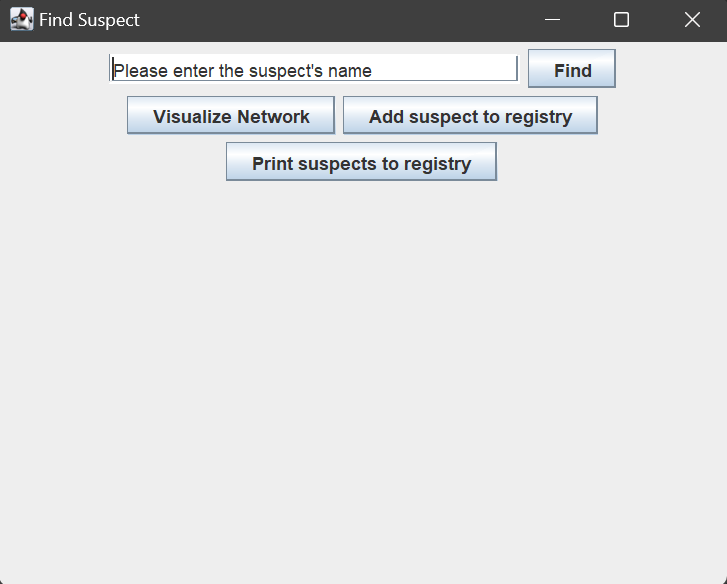 Find Suspect
Please enter the suspect's name Find
Visualize Network Add suspect to registry
Print suspects to registry